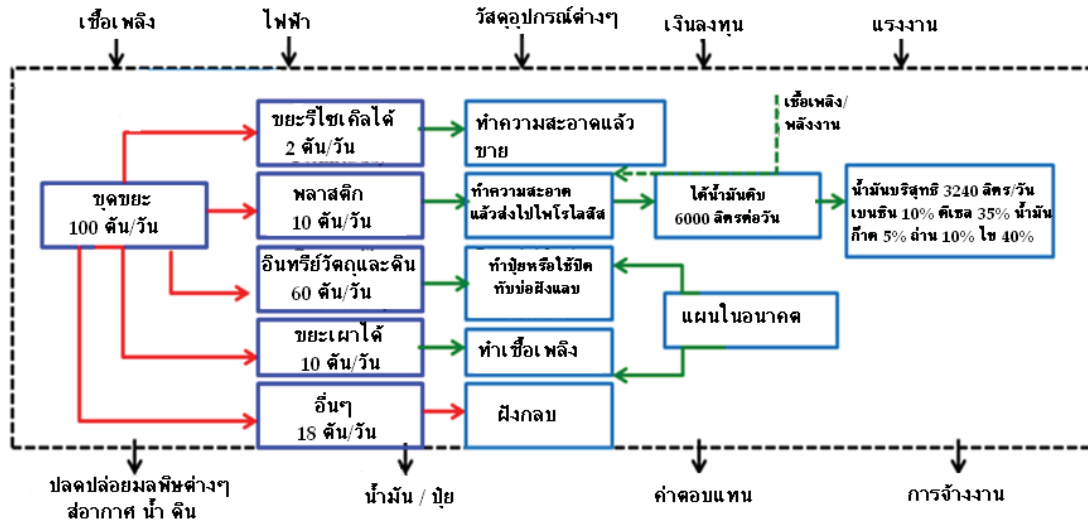 เชื้อเพลิง
ไฟฟ้า
วัสดุอุปกรณ์ต่างๆ
เงินลงทุน
แรงงาน
ขุดขยะ
100 ตัน/วัน
ขยะรีไซเคิลได้
2 ตัน/วัน
ทำความสะอาดแล้ว
ขาย
เชื้อเพลิง/
พลังงาน
พลาสติก
10 ตัน/วัน
ทำความสะอาด
แล้วส่งไปไพโรไลสีส
ได้น้ำมันดิบ
6000 ลิตรต่อวัน
น้ำมันบริสุทธิ 3240 ลิตร/วัน
เบนซิน 10% ดีเซล 35% น้ำมัน
ก๊าด 5% ถ่าน 10% ไข 40%
อินทรีย์วัตถุและดิน
60 ตัน/วัน
ทำปุ๋ยหรือใช้ปิด
ทับบ่อฝังแลบ
แผนในอนาคต
ขยะเผาได้
10 ตัน/วัน
ทำเชื้อเพลิง
อื่นๆ
18 ตัน/วัน
ฝังกลบ
ปลดปล่อยมลพิษต่างๆ
ส่อากาศ น้ำ ดิน
น้ำมัน / ปุ๋ย
ค่าตอบแทน
การจ้างงาน